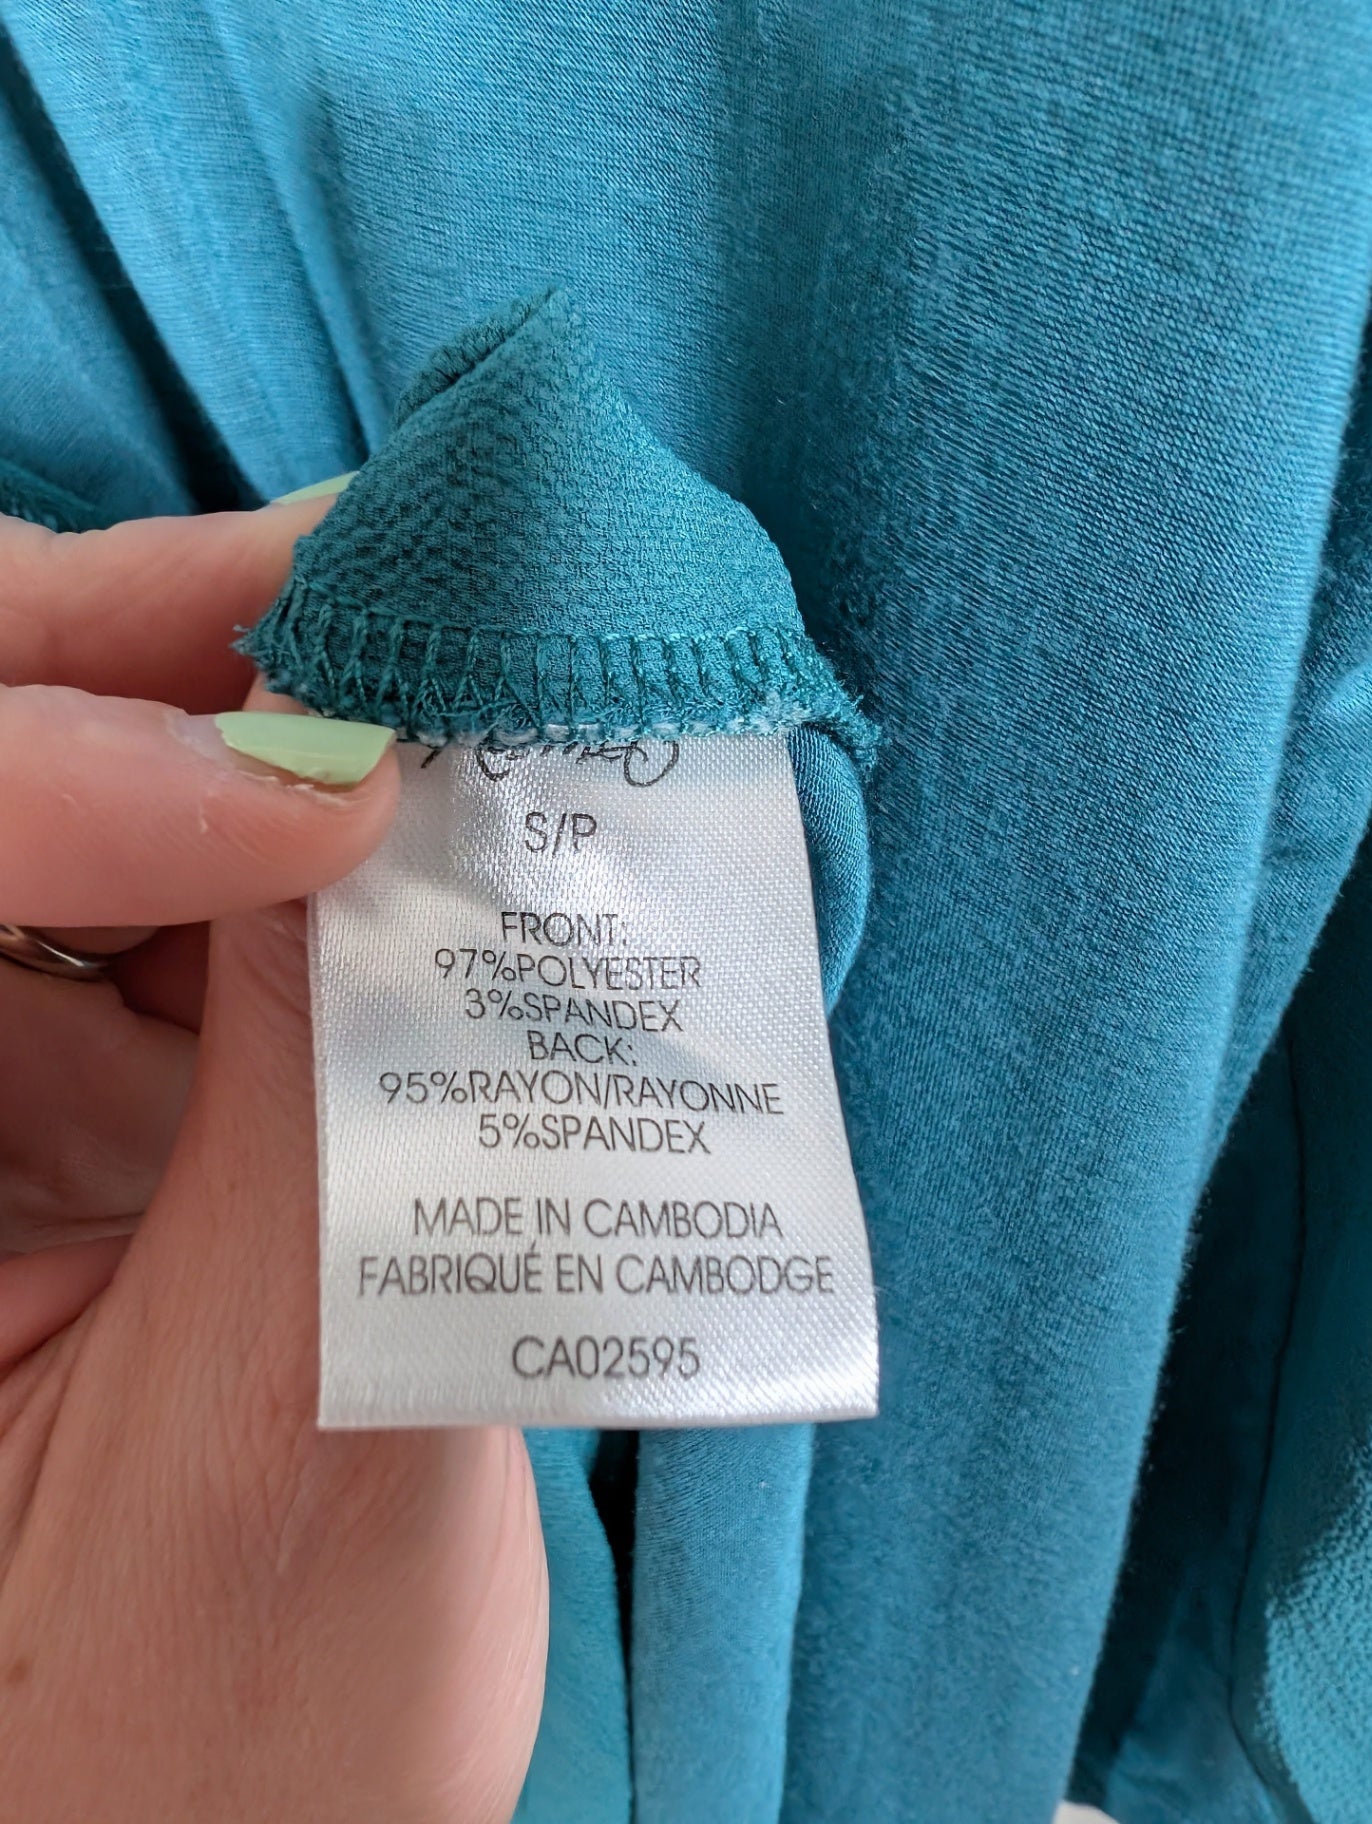 S/P
FRONT:
97%POLYESTER
3%SPANDEX
BACK:
95%RAYON/RAYONNE
5%SPANDEX
MADE IN CAMBODIA
FABRIQUÉ EN CAMBODGE
CA02595